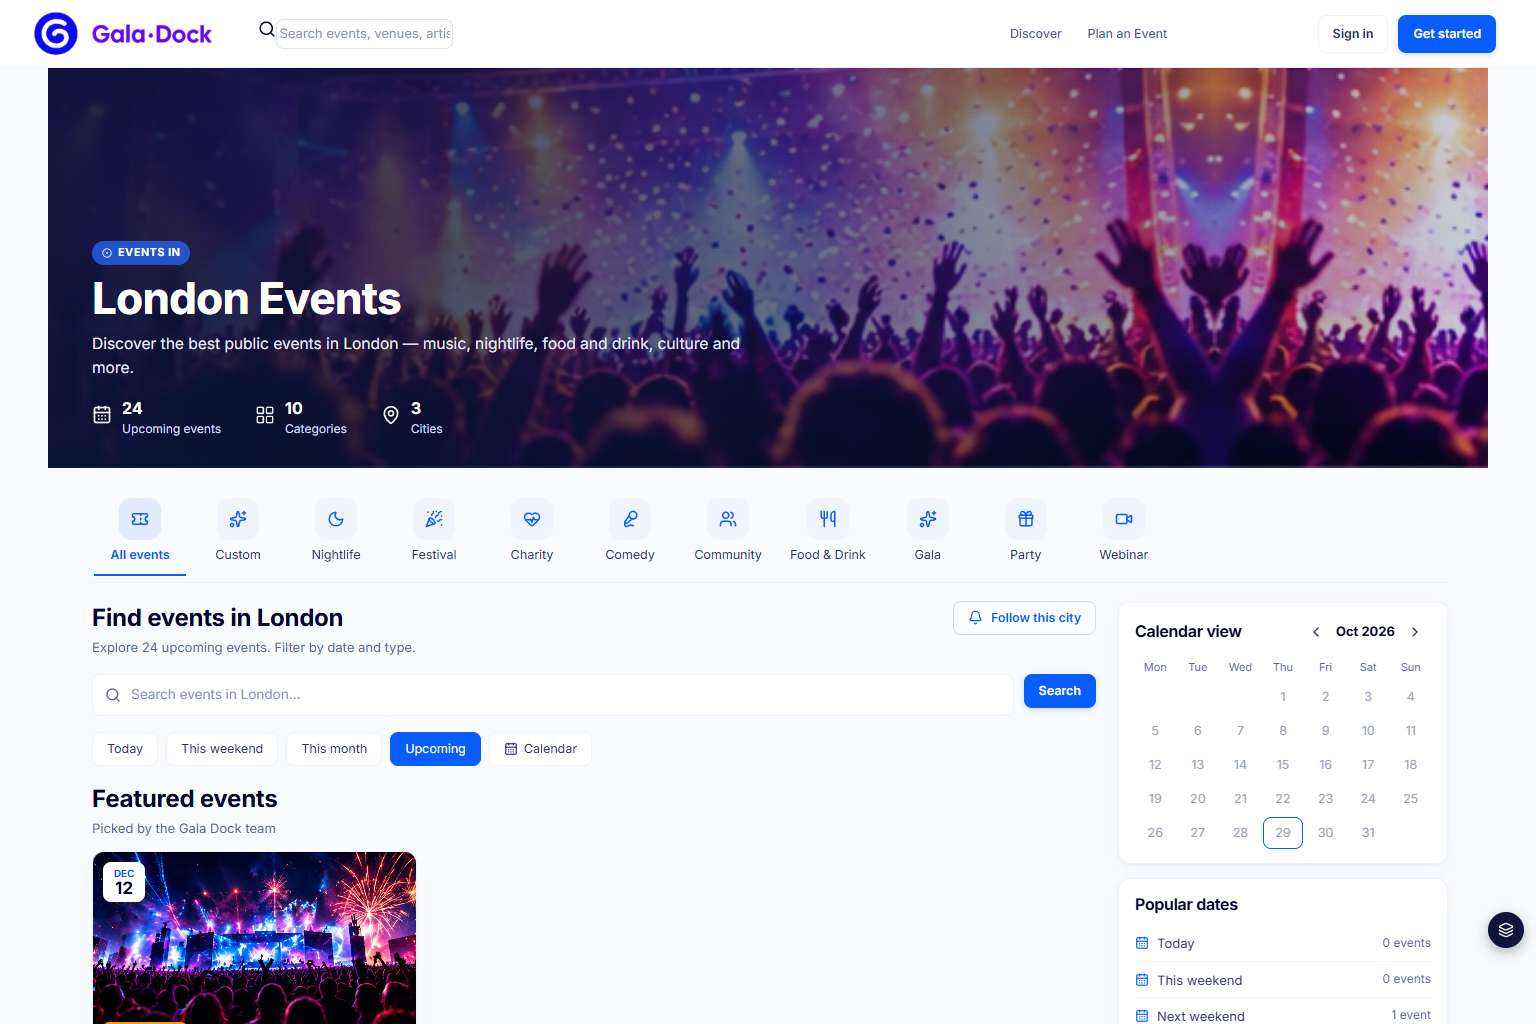 Gala·Dock
Search events, venues, artis
Discover
Plan an Event
Sign in
Get started
EVENTS IN
London Events
Discover the best public events in London — music, nightlife, food and drink, culture and
more.
24
Upcoming events
10
Categories
3
Cities
All events
Custom
Nightlife
Festival
Charity
Comedy
Community
Food & Drink
Gala
Party
Webinar
Find events in London
Explore 24 upcoming events. Filter by date and type.
Follow this city
Search events in London...
Search
Today
This weekend
This month
Upcoming
Calendar
Featured events
Picked by the Gala Dock team
DEC
12
Calendar view
Oct 2026
Mon Tue Wed Thu Fri Sat Sun
1 2 3 4
5 6 7 8 9 10 11
12 13 14 15 16 17 18
19 20 21 22 23 24 25
26 27 28 29 30 31
Popular dates
Today 0 events
This weekend 0 events
Next weekend 1 event